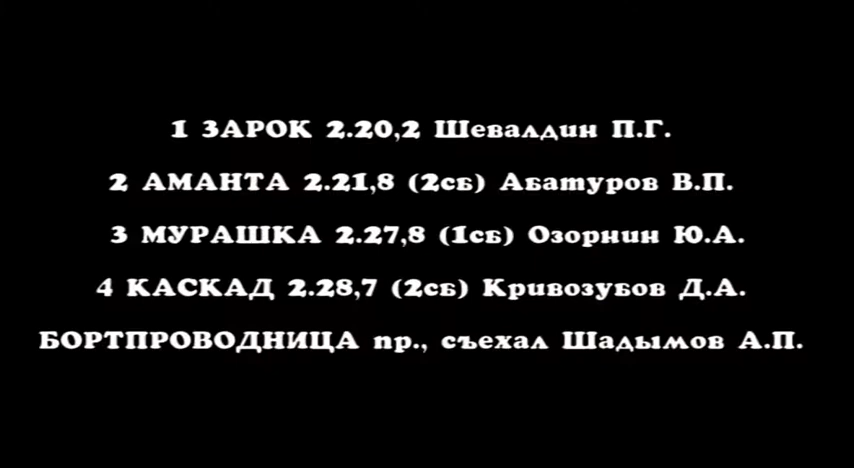 1 ЗАРОК 2.20,2 Шевалдин П.Г.
2 АМАНТА 2.21,8 (2сб) Абатуров В.П.
3 МУРАШКА 2.27,8 (1сб) Озорнин Ю.А.
4 КАСКАД 2.28,7 (2сб) Кривозубов Д.А.
БОРТПРОВОДНИЦА пр., съехал Шадымов А.П.